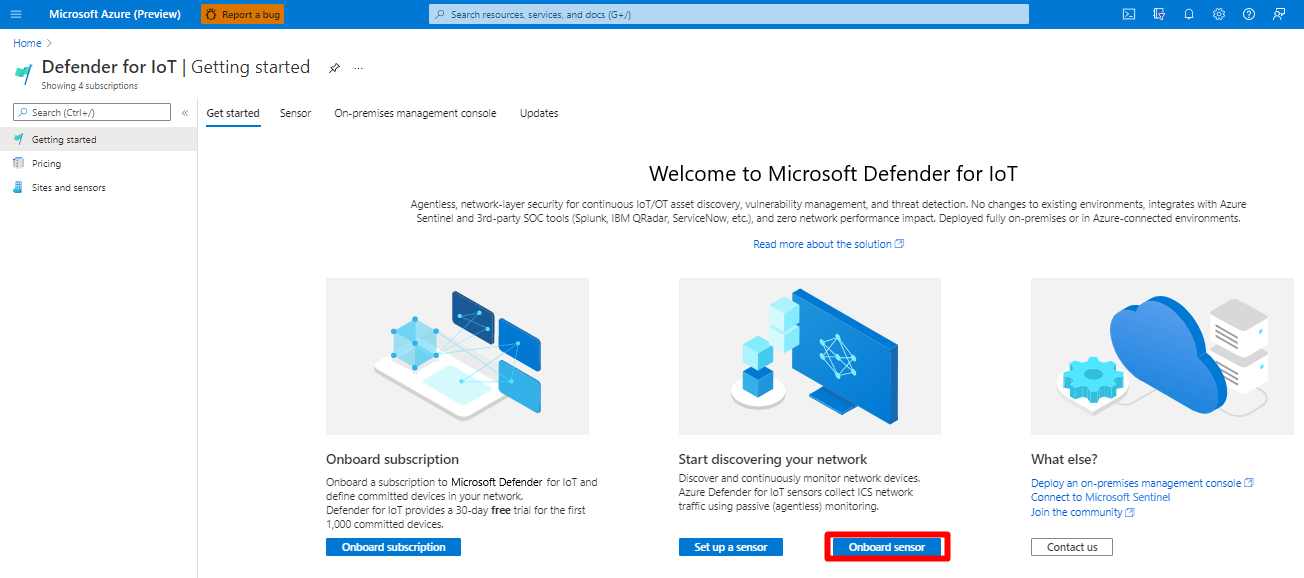 Microsoft Azure (Preview)
Report a bug
Search resources, services, and docs (G+/)
Home
Defender for IoT | Getting started
...
Showing 4 subscriptions
Search (Ctrl+/)
«
Getting started
Pricing
Sites and sensors
Get started
Sensor
On-premises management console
Updates
Welcome to Microsoft Defender for IoT
Agentless, network-layer security for continuous IoT/OT asset discovery, vulnerability management, and threat detection. No changes to existing environments, integrates with Azure
Sentinel and 3rd-party SOC tools (Splunk, IBM QRadar, ServiceNow, etc.), and zero network performance impact. Deployed fully on-premises or in Azure-connected environments.
Read more about the solution
Onboard subscription
Onboard a subscription to Microsoft Defender for IoT and
define committed devices in your network.
Defender for IoT provides a 30-day free trial for the first
1,000 committed devices.
Onboard subscription
Start discovering your network
Discover and continuously monitor network devices.
Azure Defender for IoT sensors collect ICS network
traffic using passive (agentless) monitoring.
Set up a sensor
Onboard sensor
What else?
Deploy an on-premises management console
Connect to Microsoft Sentinel
Join the community
Contact us